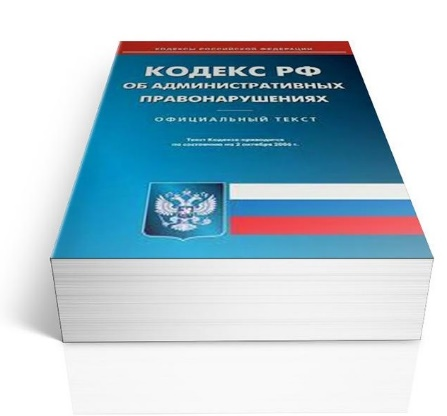 КОДЕКСЫ РОССИЙСКОЙ ФЕДЕРАЦИИ
КОДЕКС РФ
ОБ АДМИНИСТРАТИВНЫХ
ПРАВОНАРУШЕНИЯХ
ОФИЦИАЛЬНЫЙ ТЕКСТ
Текст Кодекса приводится
по состоянию на 2 октября 2006 г.